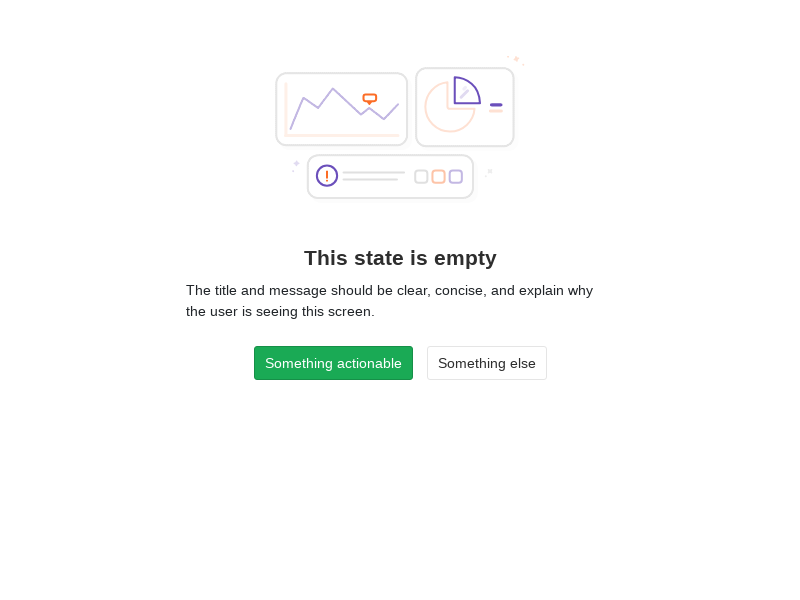 This state is empty
The title and message should be clear, concise, and explain why
the user is seeing this screen.
Something actionable
Something else